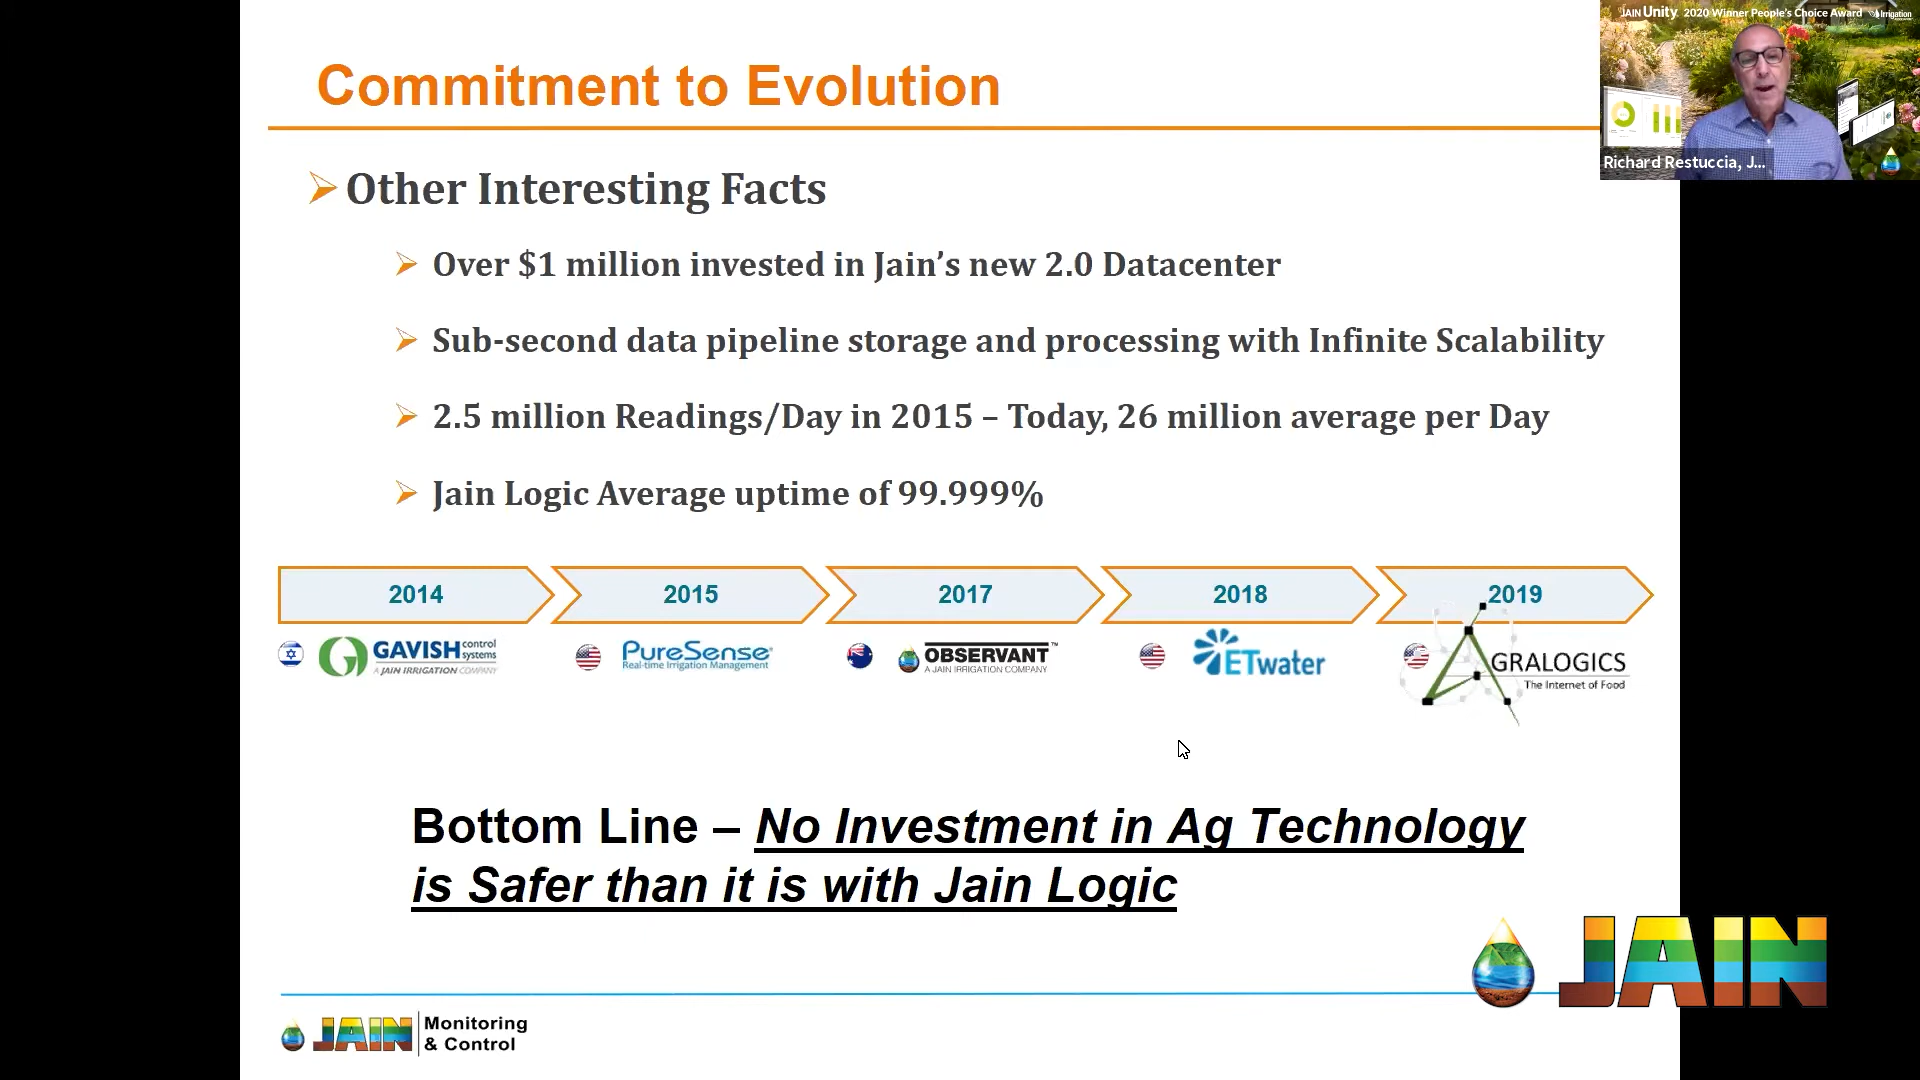 JAIN Unity. 2020 Winner People's Choice Award Irrigation
Commitment to Evolution
Richard Restuccia, J...
Other Interesting Facts
Over $1 million invested in Jain’s new 2.0 Datacenter
Sub-second data pipeline storage and processing with Infinite Scalability
2.5 million Readings/Day in 2015 – Today, 26 million average per Day
Jain Logic Average uptime of 99.999%
2014 2015 2017 2018 2019
GAVISH control systems
A JAIN IRRIGATION COMPANY
PureSense®
Real-time Irrigation Management
OBSERVANT™
A JAIN IRRIGATION COMPANY
ETwater
AGRALOGICS
The Internet of Food
Bottom Line – No Investment in Ag Technology
is Safer than it is with Jain Logic
JAIN
JAIN Monitoring
& Control